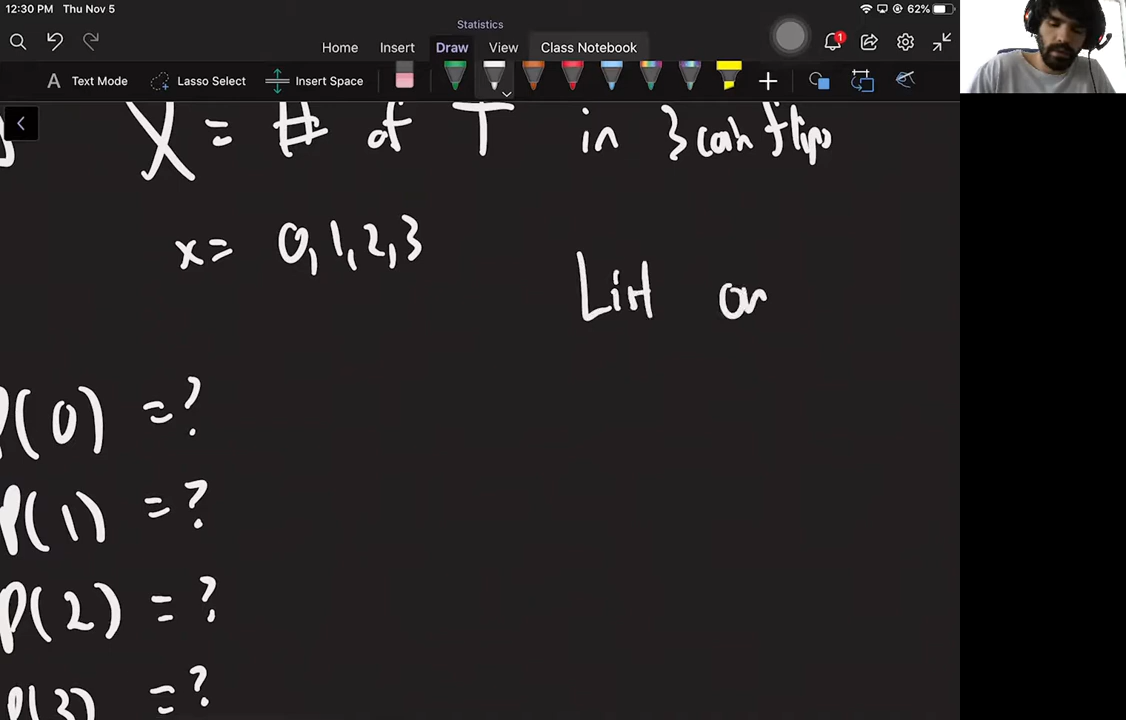 12:30 PM Thu Nov 5 62%
Statistics
Home Insert Draw View Class Notebook 1
A Text Mode Lasso Select Insert Space
X = # of T in 3 coin flips
x = 0, 1, 2, 3
List or
P(0) = ?
P(1) = ?
P(2) = ?
P(3) = ?